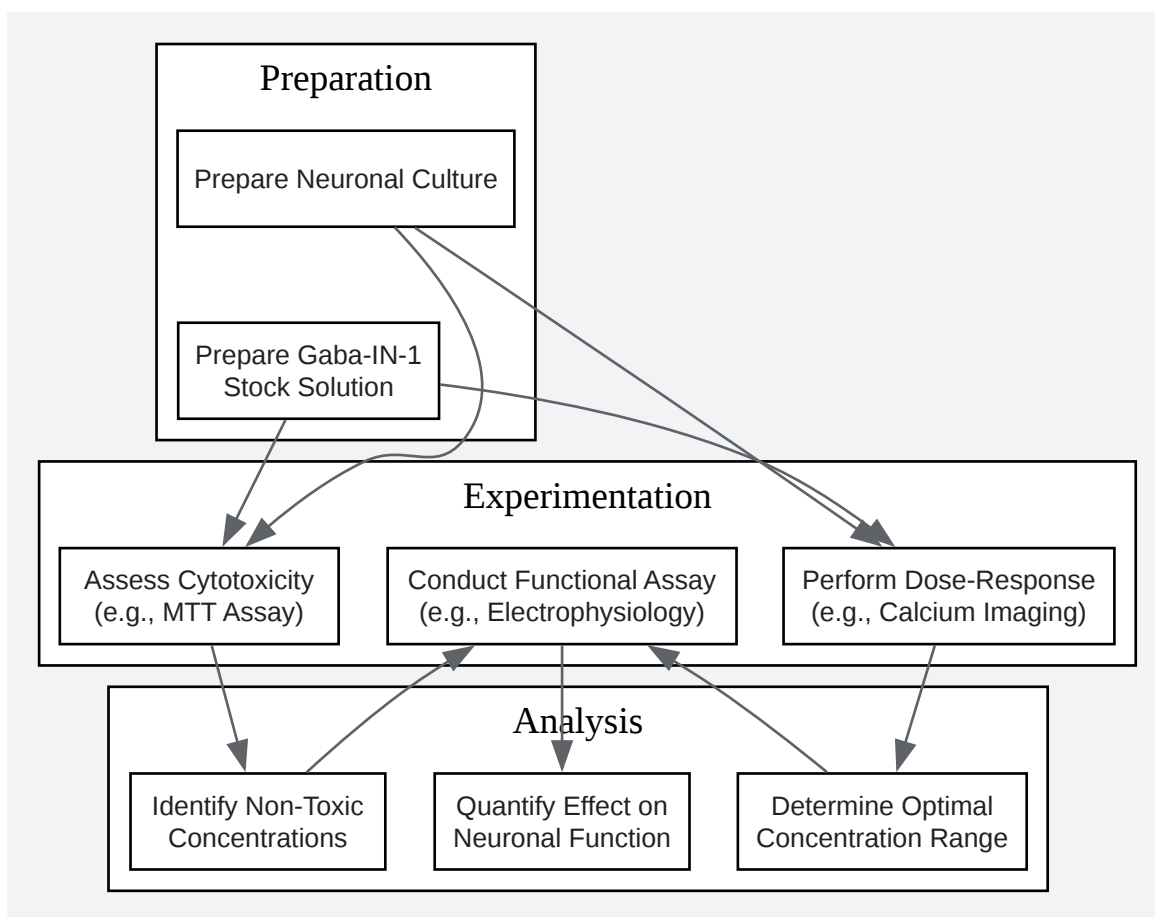 Preparation
Prepare Neuronal Culture
Prepare Gaba-IN-1
Stock Solution
Experimentation
Assess Cytotoxicity
(e.g., MTT Assay)
Conduct Functional Assay
(e.g., Electrophysiology)
Perform Dose-Response
(e.g., Calcium Imaging)
Analysis
Identify Non-Toxic
Concentrations
Quantify Effect on
Neuronal Function
Determine Optimal
Concentration Range